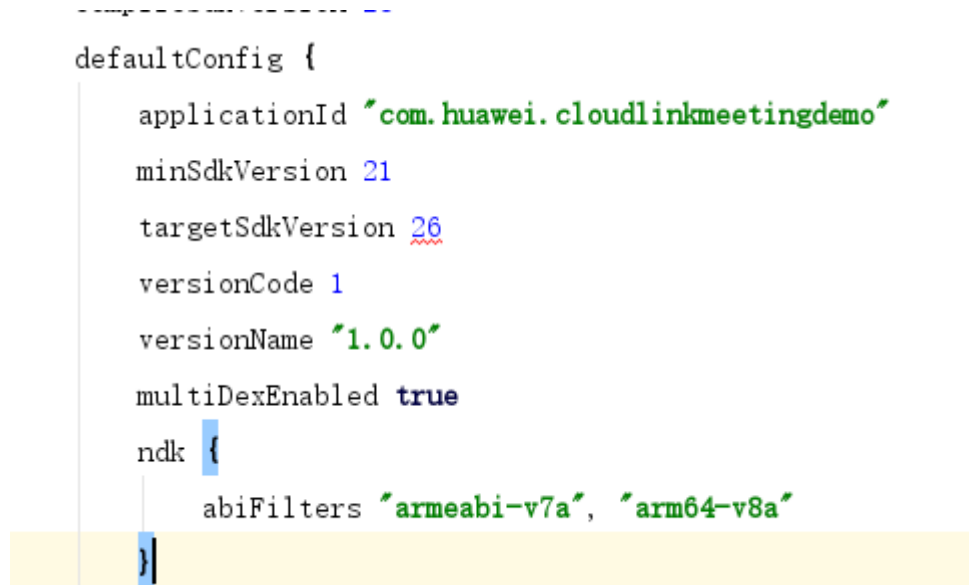 defaultConfig {
applicationId "com.huawei.cloudlinkmeetingdemo"
minSdkVersion 21
targetSdkVersion 26
versionCode 1
versionName "1.0.0"
multiDexEnabled true
ndk {
abiFilters "armeabi-v7a", "arm64-v8a"
}